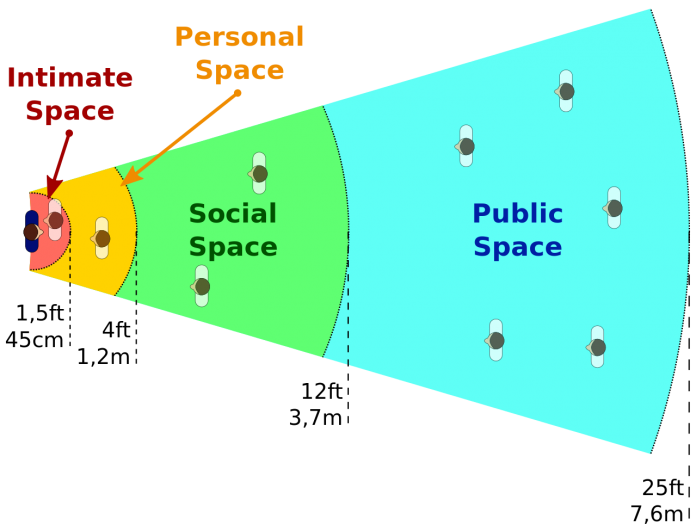 Personal
Space
Intimate
Space
Social
Space
Public
Space
1,5ft
45cm
4ft
1,2m
12ft
3,7m
25ft
7,6m